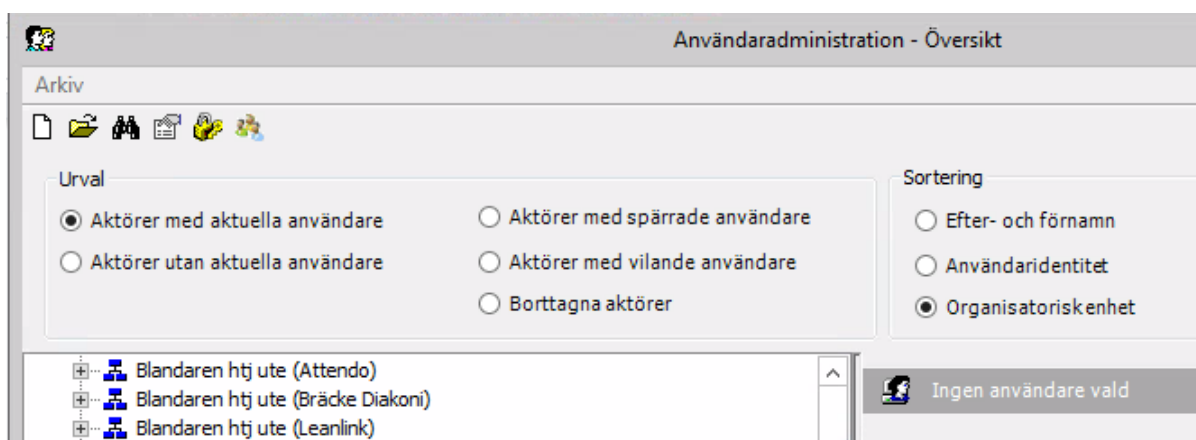 Användaradministration - Översikt
Arkiv
Urval
Aktörer med aktuella användare
Aktörer utan aktuella användare
Aktörer med spärrade användare
Aktörer med vilande användare
Borttagna aktörer
Sortering
Efter- och förnamn
Användaridentitet
Organisatorisk enhet
Blandaren htj ute (Attendo)
Blandaren htj ute (Bräcke Diakoni)
Blandaren htj ute (Leanlink)
Ingen användare vald